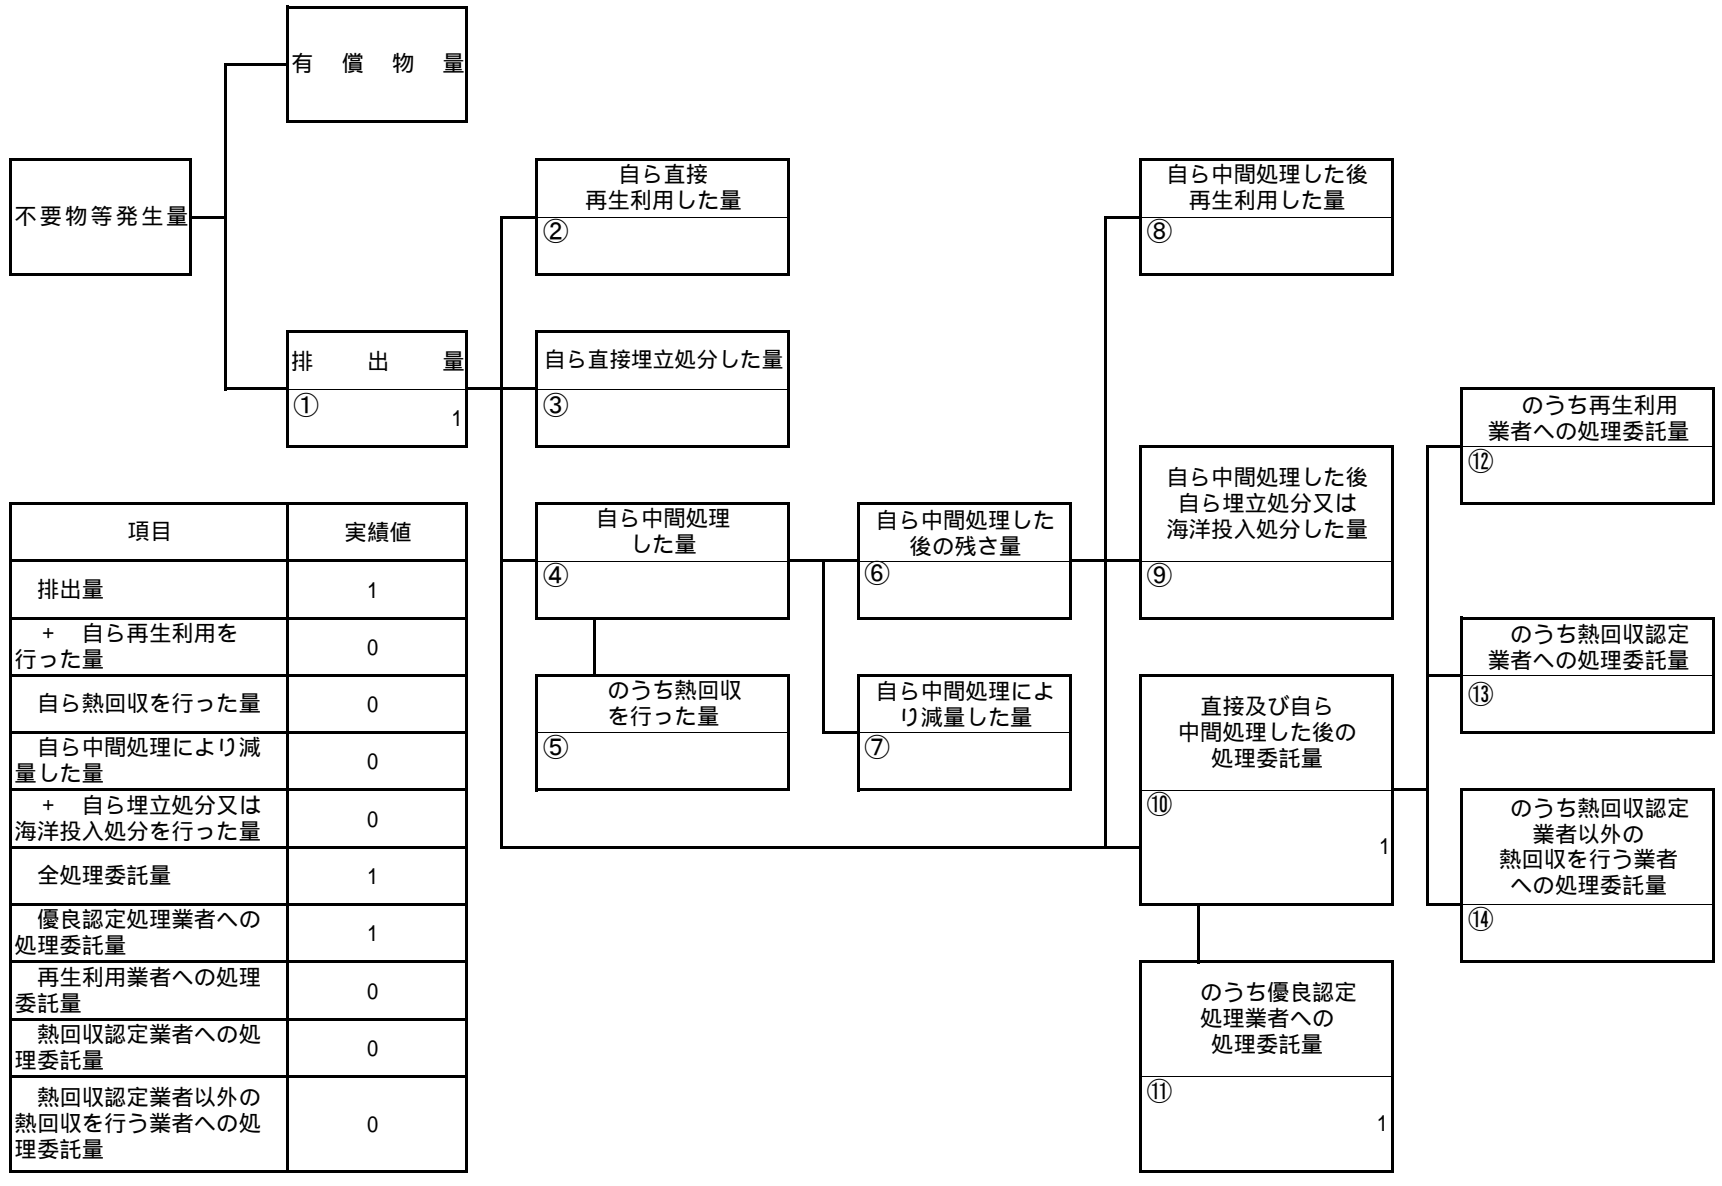 有償物量
不要物等発生量
排出量
①
1
自ら直接
再生利用した量
②
自ら直接埋立処分した量
③
自ら中間処理
した量
④
のうち熱回収
を行った量
⑤
自ら中間処理した
後の残さ量
⑥
自ら中間処理によ
り減量した量
⑦
自ら中間処理した後
再生利用した量
⑧
自ら中間処理した後
自ら埋立処分又は
海洋投入処分した量
⑨
直接及び自ら
中間処理した後の
処理委託量
⑩
1
のうち優良認定
処理業者への
処理委託量
⑪
1
のうち再生利用
業者への処理委託量
⑫
のうち熱回収認定
業者への処理委託量
⑬
のうち熱回収認定
業者以外の
熱回収を行う業者
への処理委託量
⑭
項目 実績値
排出量 1
+ 自ら再生利用を
行った量 0
自ら熱回収を行った量 0
自ら中間処理により減
量した量 0
+ 自ら埋立処分又は
海洋投入処分を行った量 0
全処理委託量 1
優良認定処理業者への
処理委託量 1
再生利用業者への処理
委託量 0
熱回収認定業者への処
理委託量 0
熱回収認定業者以外の
熱回収を行う業者への処
理委託量 0